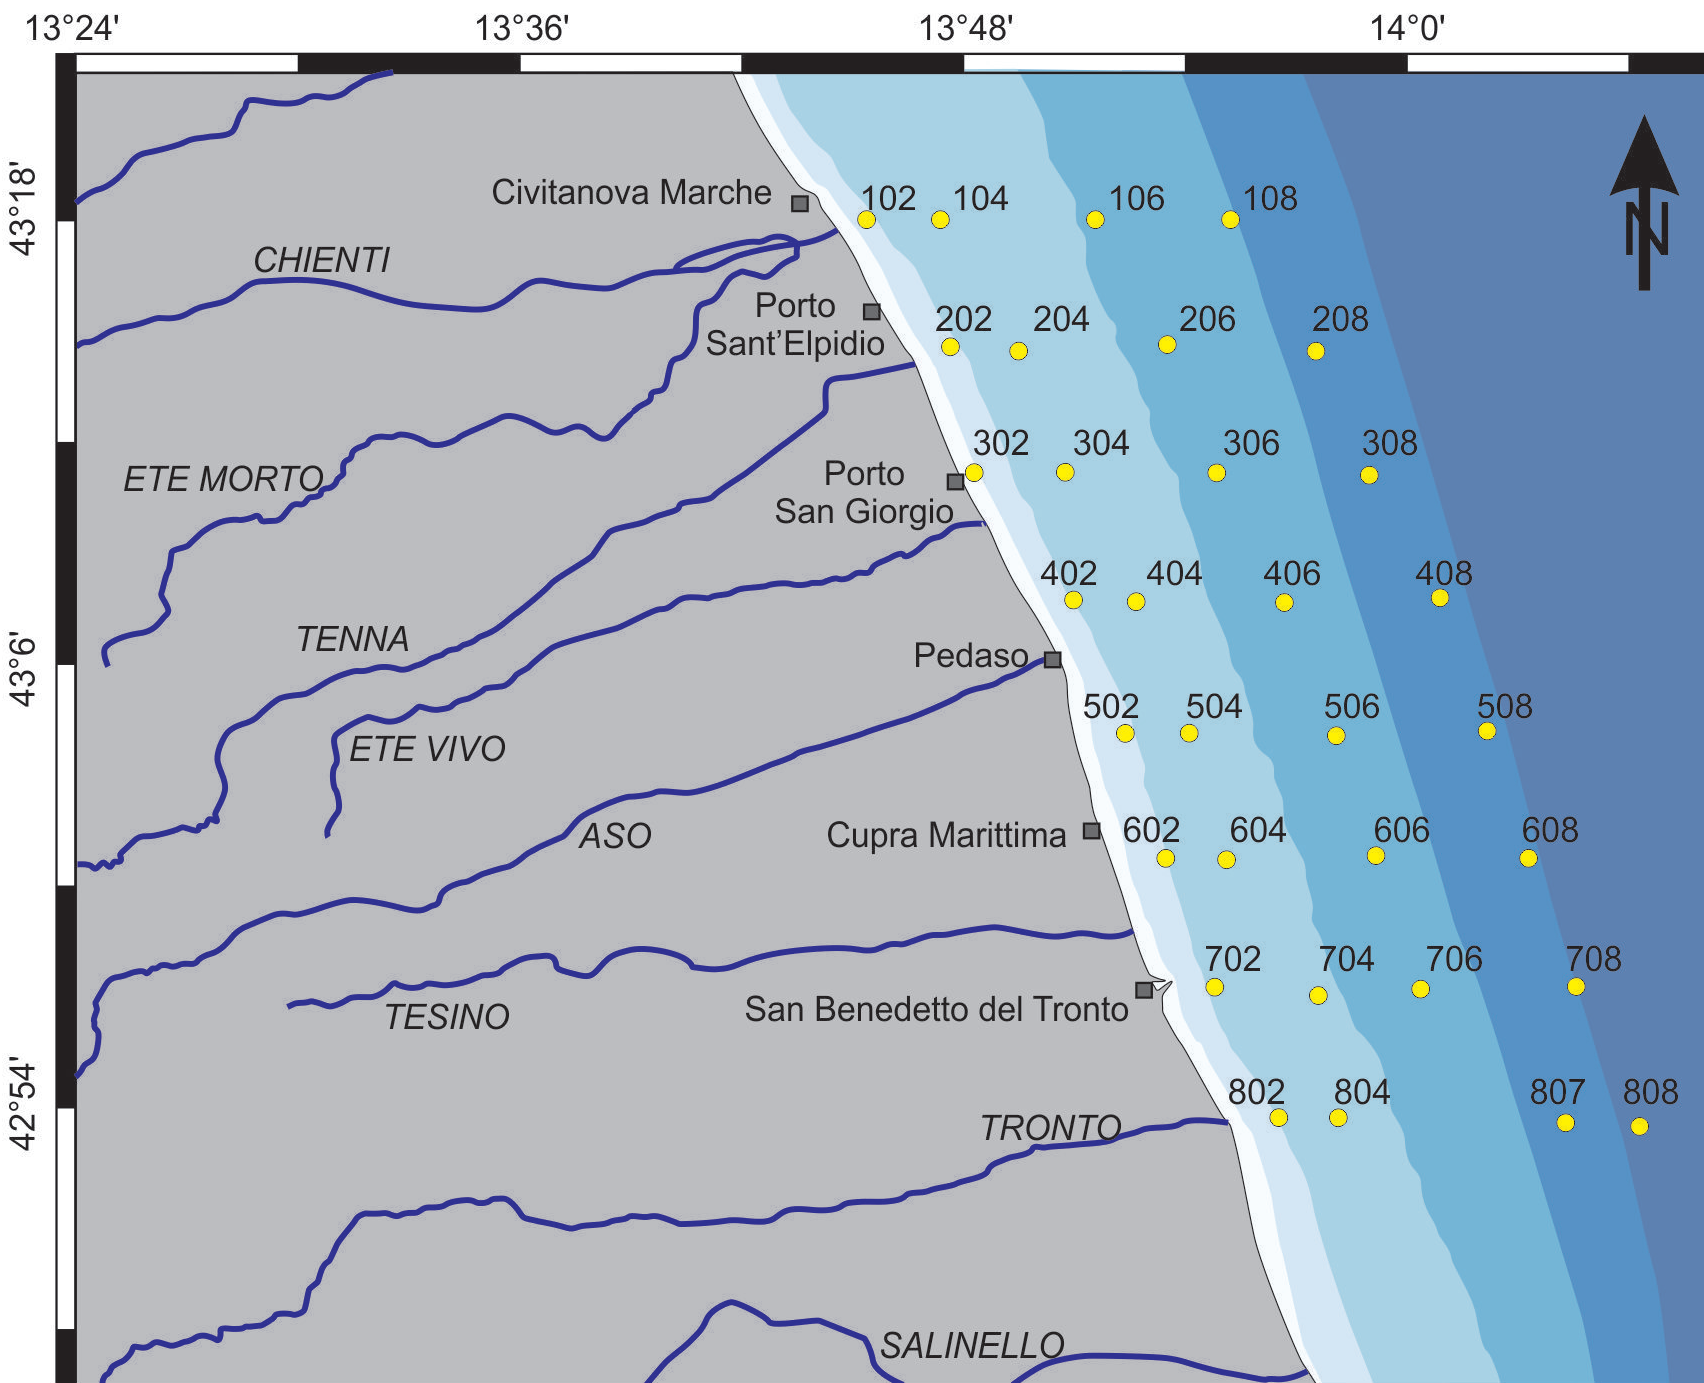 13°24' 13°36' 13°48' 14°0'
43°18'
Civitanova Marche
102 104 106 108
N
CHIENTI
Porto
Sant’Elpidio
202 204 206 208
302 304 306 308
ETE MORTO
Porto
San Giorgio
402 404 406 408
43°6'
TENNA
Pedaso
502 504 506 508
ETE VIVO
ASO
Cupra Marittima
602 604 606 608
702 704 706 708
TESINO
San Benedetto del Tronto
42°54'
802 804 807 808
TRONTO
SALINELLO